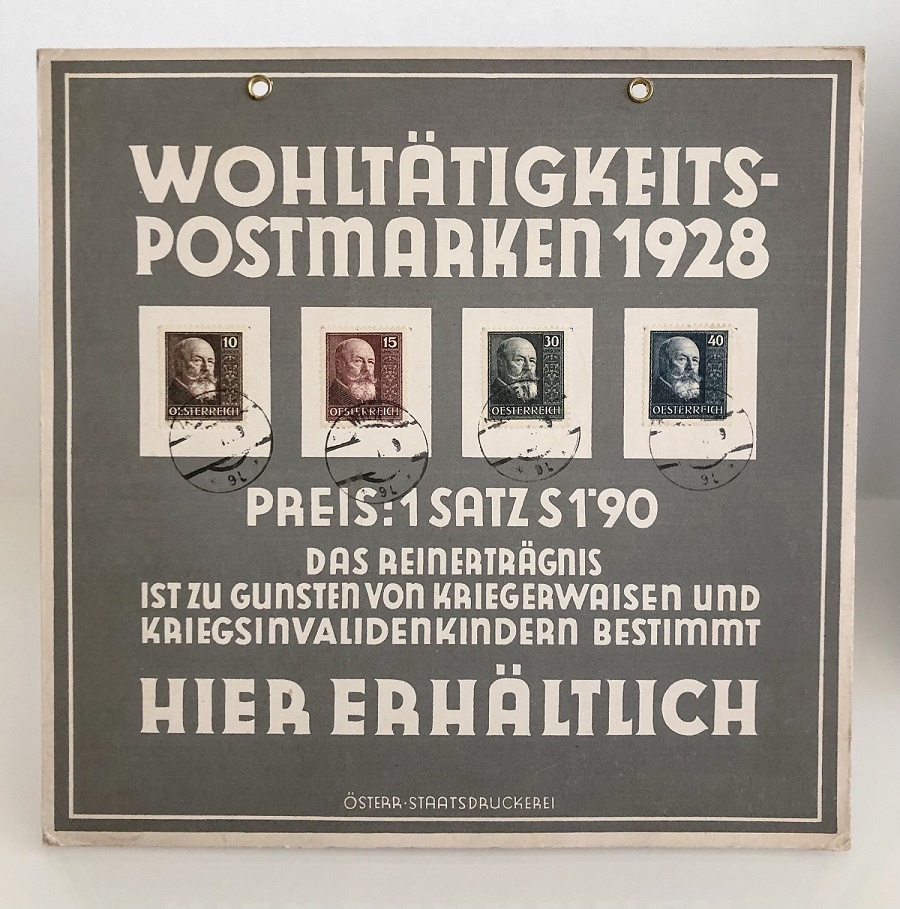 WOHLTÄTIGKEITS-
POSTMARKEN 1928
10 15 30 40
OESTERREICH OESTERREICH OESTERREICH OESTERREICH
PREIS: 1 SATZ S 1·90
DAS REINERTRÄGNIS
IST ZU GUNSTEN VON KRIEGERWAISEN UND
KRIEGSINVALIDENKINDERN BESTIMMT
HIER ERHÄLTLICH
ÖSTERR·STAATSDRUCKEREI